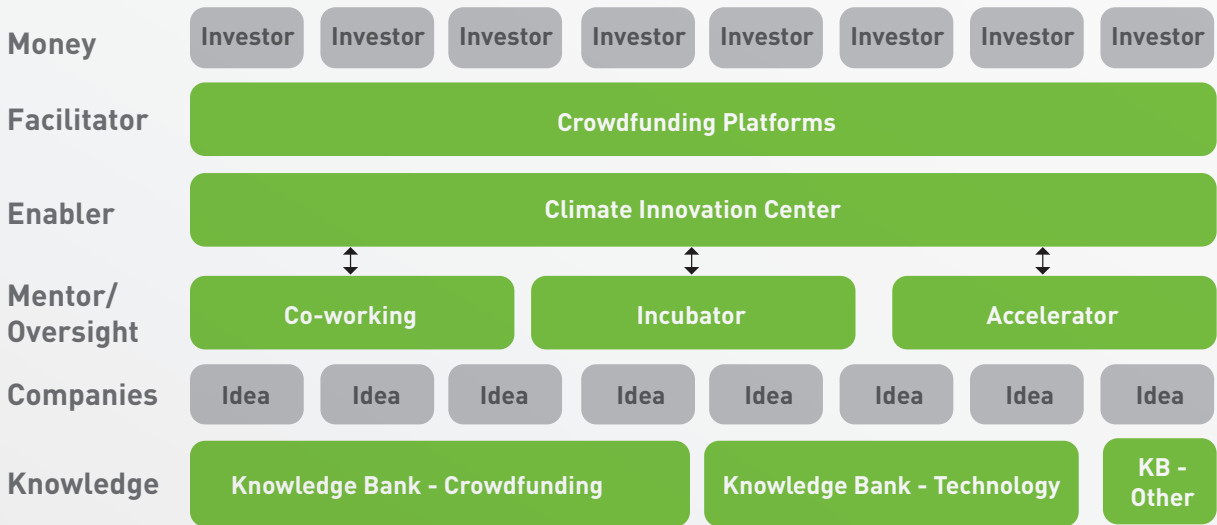 Money
Investor Investor Investor Investor Investor Investor Investor Investor
Facilitator
Crowdfunding Platforms
Enabler
Climate Innovation Center
Mentor/
Oversight
Co-working Incubator Accelerator
Companies
Idea Idea Idea Idea Idea Idea Idea Idea
Knowledge
Knowledge Bank - Crowdfunding
Knowledge Bank - Technology
KB -
Other